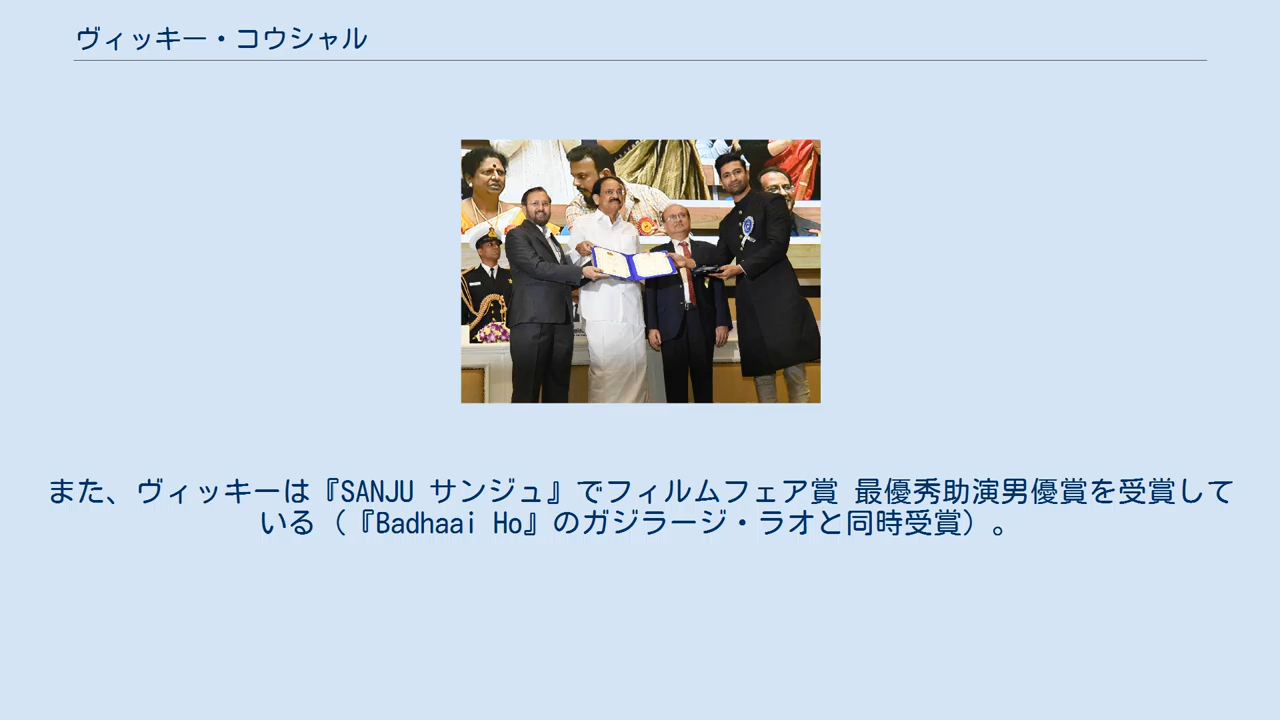 ヴィッキー・コウシャル
また、ヴィッキーは『SANJU サンジュ』でフィルムフェア賞 最優秀助演男優賞を受賞して
いる（『Badhaai Ho』のガジラージ・ラオと同時受賞）。